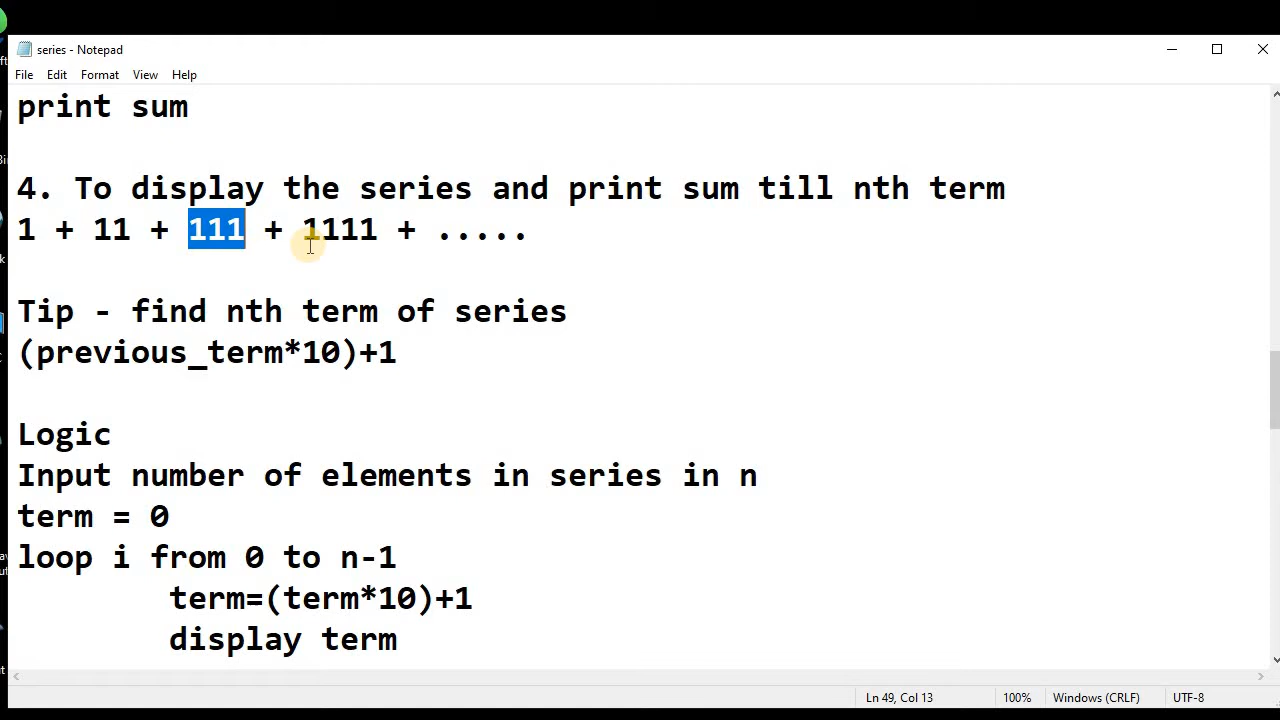 series - Notepad
File Edit Format View Help
print sum
4. To display the series and print sum till nth term
1 + 11 + 111 + 1111 + .....
Tip - find nth term of series
(previous_term*10)+1
Logic
Input number of elements in series in n
term = 0
loop i from 0 to n-1
term=(term*10)+1
display term
Ln 49, Col 13 100% Windows (CRLF) UTF-8